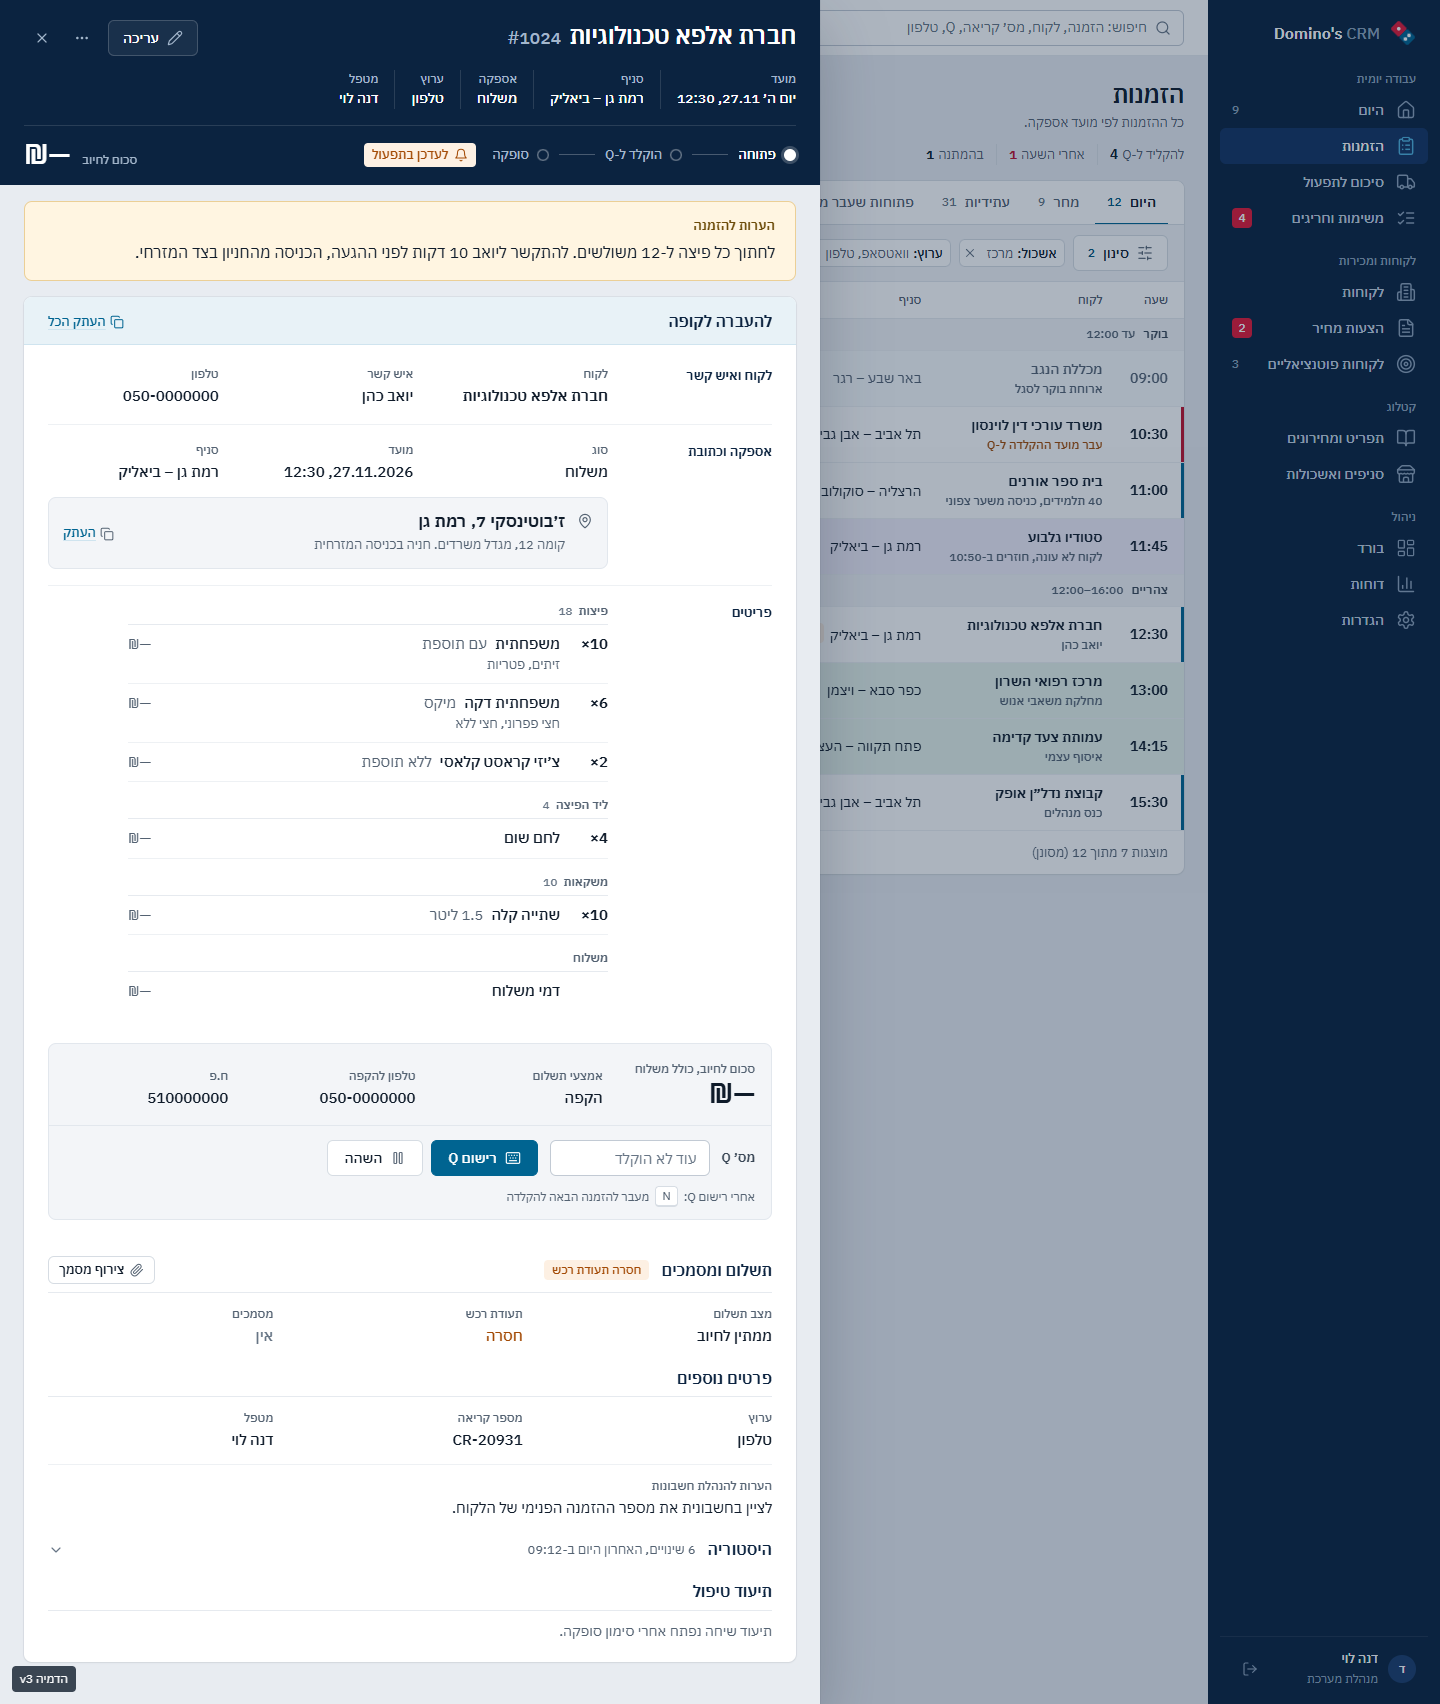 Domino's CRM
עבודה יומית
היום 9
הזמנות
סיכום לתפעול
משימות וחריגים 4
לקוחות ומכירות
לקוחות
הצעות מחיר 2
לקוחות פוטנציאליים 3
קטלוג
תפריט ומחירונים
סניפים ואשכולות
ניהול
בורד
דוחות
הגדרות
ד
דנה לוי
מנהלת מערכת
חיפוש: הזמנה, לקוח, מס׳ קריאה, Q, טלפון
הזמנות
כל ההזמנות לפי מועד אספקה.
להקליד ל-Q 4
אחרי השעה 1
בהמתנה 1
היום 12
מחר 9
עתידיות 31
פתוחות שעבר
סינון 2
אשכול: מרכז
ערוץ: וואטסאפ, טלפון
שעה לקוח סניף
בוקר עד 12:00
09:00 מכללת הנגב באר שבע – רגר
ארוחת בוקר לסגל
10:30 משרד עורכי דין לוינסון תל אביב – אבן
עבר מועד ההקלדה ל-Q
11:00 בית ספר אורנים הרצליה – סוקולוב
40 תלמידים, כניסה משער צפוני
11:45 סטודיו גלבוע רמת גן – ביאליק
לקוח לא עונה, חוזרים ב-10:50
צהריים 12:00–16:00
12:30 חברת אלפא טכנולוגיות רמת גן – ביאליק
יואב כהן
13:00 מרכז רפואי השרון כפר סבא – ויצמן
מחלקת משאבי אנוש
14:15 עמותת צעד קדימה פתח תקווה –
איסוף עצמי
15:30 קבוצת נדל״ן אופק תל אביב – אבן
כנס מנהלים
מוצגות 7 מתוך 12 (מסונן)
חברת אלפא טכנולוגיות #1024
עריכה
מועד
יום ה׳ 27.11, 12:30
סניף
רמת גן – ביאליק
אספקה
משלוח
ערוץ
טלפון
מטפל
דנה לוי
פתוחה
הוקלד ל-Q
סופקה
לעדכן בתפעול
סכום לחיוב —₪
הערות להזמנה
לחתוך כל פיצה ל-12 משולשים. להתקשר ליואב 10 דקות לפני ההגעה, הכניסה מהחניון בצד המזרחי.
להעברה לקופה
העתק הכל
לקוח ואיש קשר
לקוח
חברת אלפא טכנולוגיות
איש קשר
יואב כהן
טלפון
050-0000000
אספקה וכתובת
סוג
משלוח
מועד
27.11.2026, 12:30
סניף
רמת גן – ביאליק
ז׳בוטינסקי 7, רמת גן
קומה 12, מגדל משרדים. חניה בכניסה המזרחית
העתק
פריטים
פיצות 18
×10 משפחתית עם תוספת —₪
זיתים, פטריות
×6 משפחתית דקה מיקס —₪
חצי פפרוני, חצי ללא
×2 צ׳יזי קראסט קלאסי ללא תוספת —₪
ליד הפיצה 4
×4 לחם שום —₪
משקאות 10
×10 שתייה קלה 1.5 ליטר —₪
משלוח
דמי משלוח —₪
סכום לחיוב, כולל משלוח
—₪
אמצעי תשלום
הקפה
טלפון להקפה
050-0000000
ח.פ
510000000
מס׳ Q
עוד לא הוקלד
רישום Q
השהה
אחרי רישום Q: N מעבר להזמנה הבאה להקלדה
תשלום ומסמכים
חסרה תעודת רכש
צירוף מסמך
מצב תשלום
ממתין לחיוב
תעודת רכש
חסרה
מסמכים
אין
פרטים נוספים
ערוץ
טלפון
מספר קריאה
CR-20931
מטפל
דנה לוי
הערות להנהלת חשבונות
לציין בחשבונית את מספר ההזמנה הפנימי של הלקוח.
היסטוריה 6 שינויים, האחרון היום ב-09:12
תיעוד טיפול
תיעוד שיחה נפתח אחרי סימון סופקה.
הדמיה v3